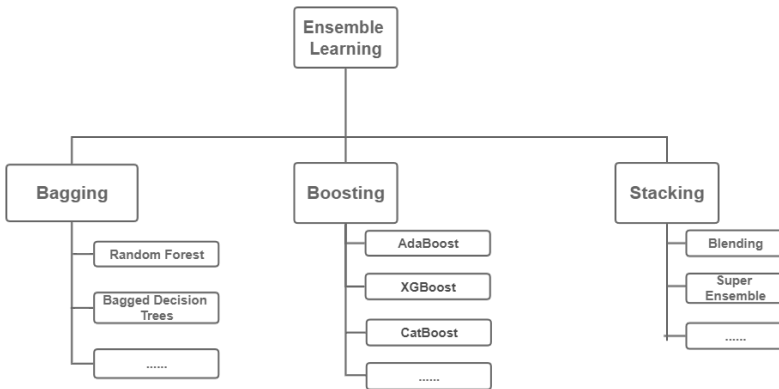 Ensemble
Learning
Bagging
Boosting
Stacking
Random Forest
Bagged Decision
Trees
......
AdaBoost
XGBoost
CatBoost
......
Blending
Super
Ensemble
......